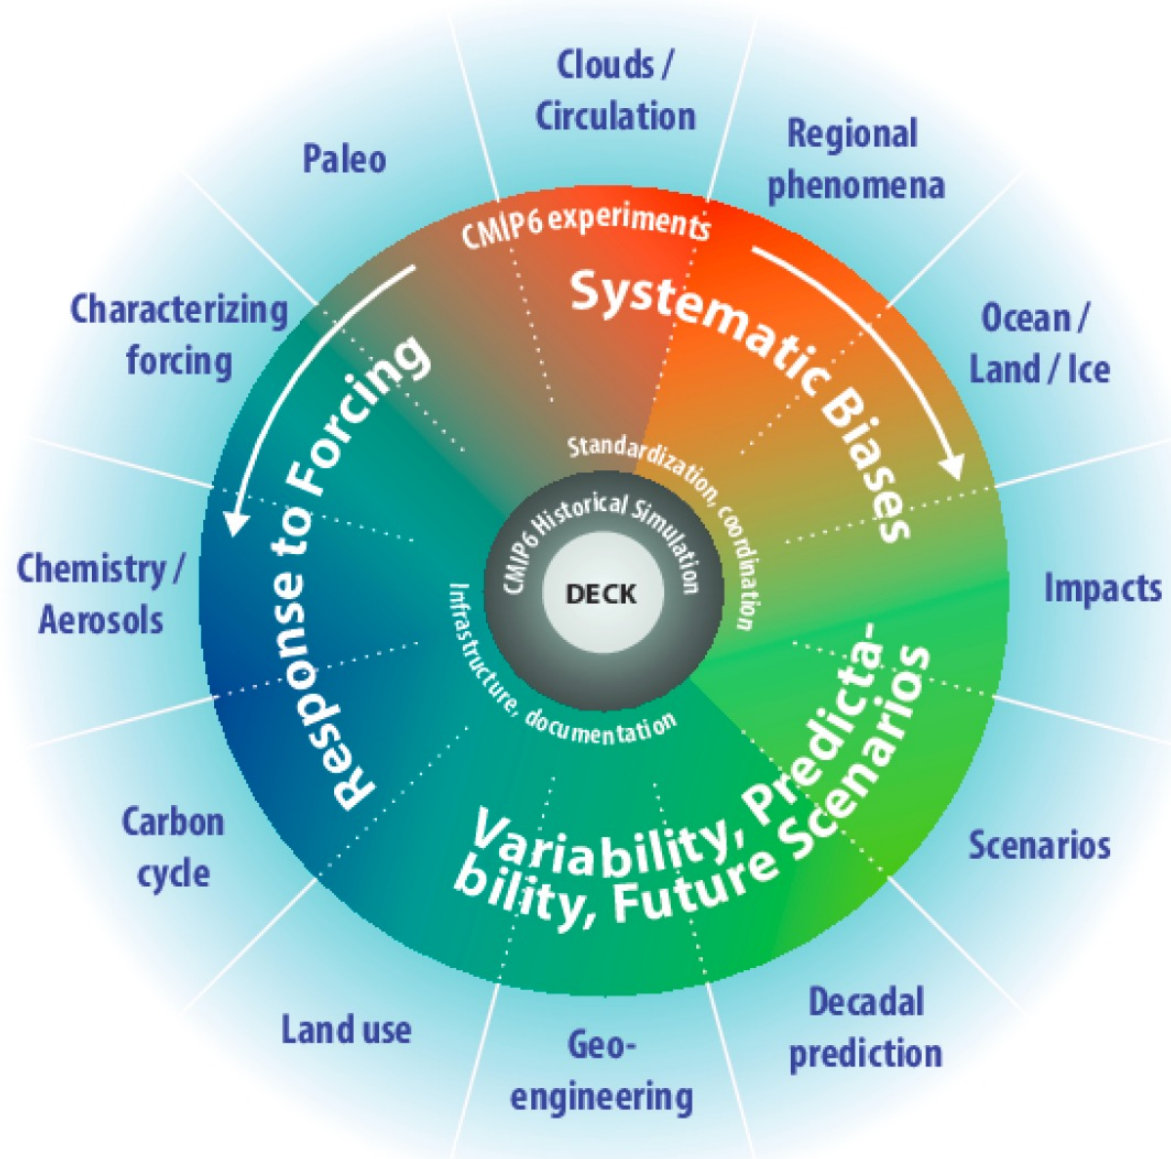 Clouds /
Circulation
Regional
phenomena
Paleo
CMIP6 experiments
Systematic Biases
Characterizing
forcing
Ocean /
Land / Ice
Response to Forcing
Standardization, coordination
CMIP6 Historical Simulation
DECK
Chemistry /
Aerosols
Impacts
Infrastructure, documentation
Variability, Predicta-
bility, Future Scenarios
Carbon
cycle
Scenarios
Land use
Geo-
engineering
Decadal
prediction